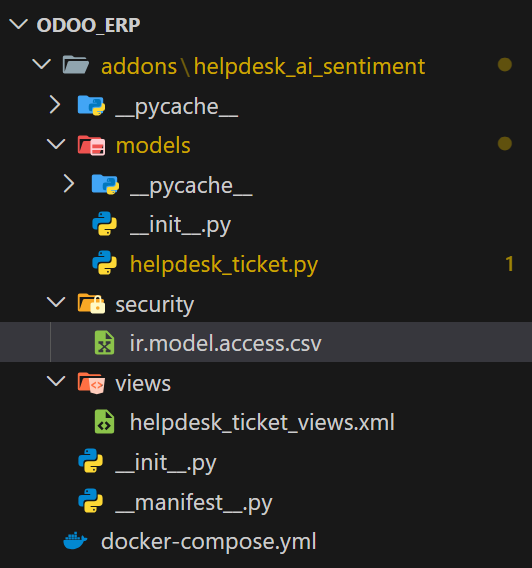 ODOO_ERP
addons\helpdesk_ai_sentiment
__pycache__
models
__pycache__
__init__.py
helpdesk_ticket.py 1
security
ir.model.access.csv
views
helpdesk_ticket_views.xml
__init__.py
__manifest__.py
docker-compose.yml